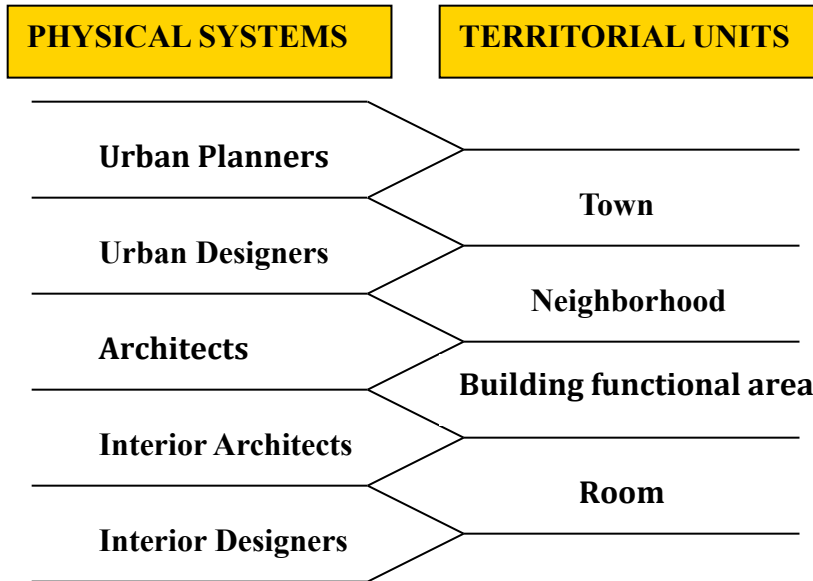 PHYSICAL SYSTEMS
TERRITORIAL UNITS
Urban Planners
Town
Urban Designers
Neighborhood
Architects
Building functional area
Interior Architects
Room
Interior Designers